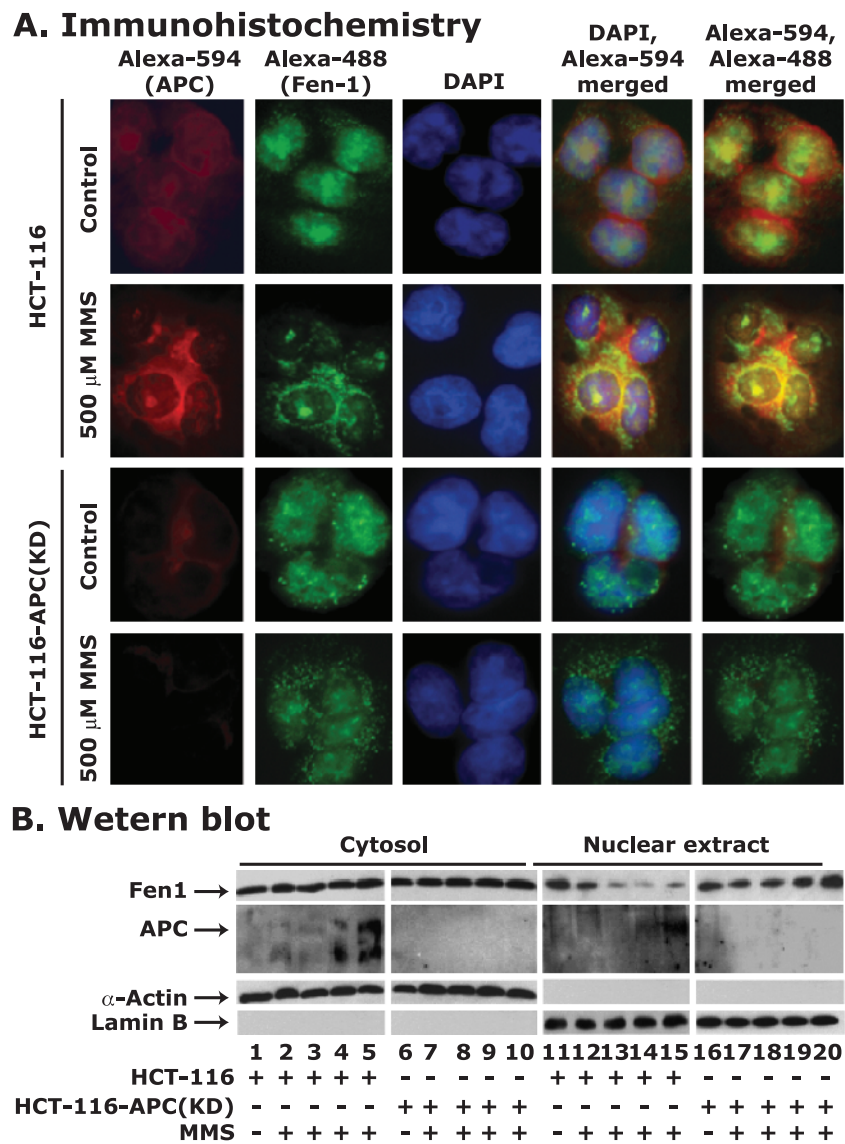 A. Immunohistochemistry
Alexa-594 (APC)
Alexa-488 (Fen-1)
DAPI
DAPI, Alexa-594 merged
Alexa-594, Alexa-488 merged
HCT-116
Control
500 μM MMS
HCT-116-APC(KD)
Control
500 μM MMS
B. Wetern blot
Cytosol Nuclear extract
Fen1
APC
α-Actin
Lamin B
1 2 3 4 5 6 7 8 9 10 11 12 13 14 15 16 17 18 19 20
HCT-116 + + + + + - - - - - + + + + + - - - - -
HCT-116-APC(KD) - - - - - + + + + + - - - - - + + + + +
MMS - + + + + - + + + + - + + + + - + + + +